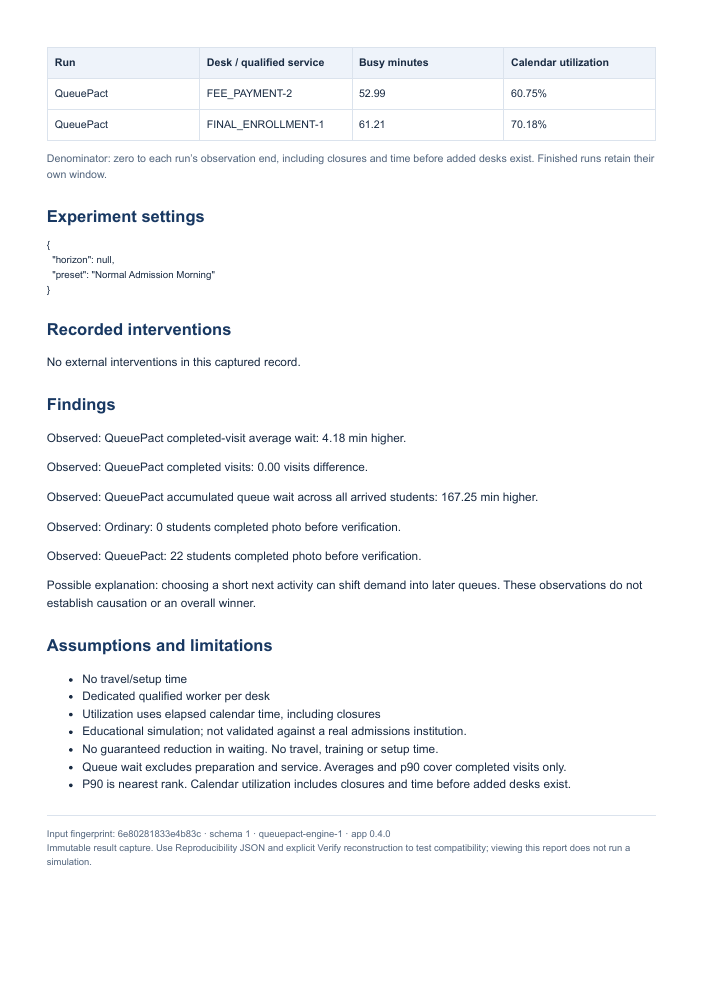 Run Desk / qualified service Busy minutes Calendar utilization
QueuePact FEE_PAYMENT-2 52.99 60.75%
QueuePact FINAL_ENROLLMENT-1 61.21 70.18%
Denominator: zero to each run’s observation end, including closures and time before added desks exist. Finished runs retain their
own window.
Experiment settings
{
"horizon": null,
"preset": "Normal Admission Morning"
}
Recorded interventions
No external interventions in this captured record.
Findings
Observed: QueuePact completed-visit average wait: 4.18 min higher.
Observed: QueuePact completed visits: 0.00 visits difference.
Observed: QueuePact accumulated queue wait across all arrived students: 167.25 min higher.
Observed: Ordinary: 0 students completed photo before verification.
Observed: QueuePact: 22 students completed photo before verification.
Possible explanation: choosing a short next activity can shift demand into later queues. These observations do not
establish causation or an overall winner.
Assumptions and limitations
• No travel/setup time
• Dedicated qualified worker per desk
• Utilization uses elapsed calendar time, including closures
• Educational simulation; not validated against a real admissions institution.
• No guaranteed reduction in waiting. No travel, training or setup time.
• Queue wait excludes preparation and service. Averages and p90 cover completed visits only.
• P90 is nearest rank. Calendar utilization includes closures and time before added desks exist.
Input fingerprint: 6e80281833e4b83c · schema 1 · queuepact-engine-1 · app 0.4.0
Immutable result capture. Use Reproducibility JSON and explicit Verify reconstruction to test compatibility; viewing this report does not run a
simulation.